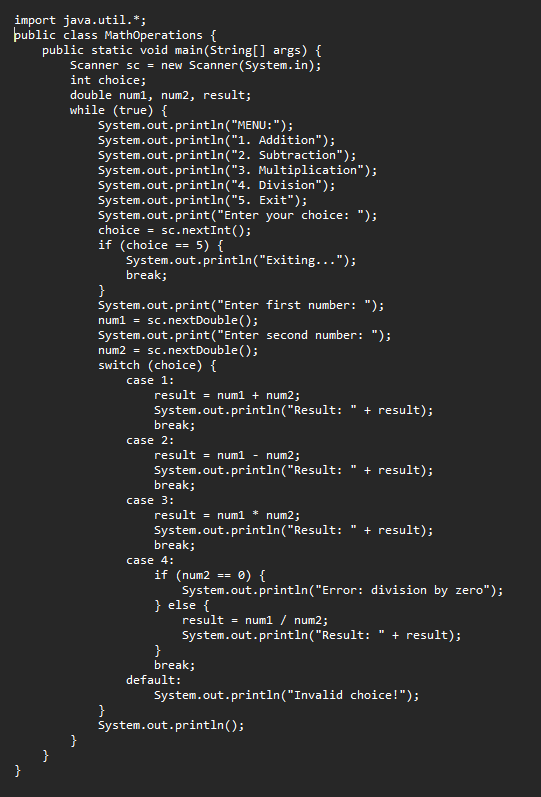 import java.util.*;
public class MathOperations {
    public static void main(String[] args) {
        Scanner sc = new Scanner(System.in);
        int choice;
        double num1, num2, result;
        while (true) {
            System.out.println("MENU:");
            System.out.println("1. Addition");
            System.out.println("2. Subtraction");
            System.out.println("3. Multiplication");
            System.out.println("4. Division");
            System.out.println("5. Exit");
            System.out.print("Enter your choice: ");
            choice = sc.nextInt();
            if (choice == 5) {
                System.out.println("Exiting...");
                break;
            }
            System.out.print("Enter first number: ");
            num1 = sc.nextDouble();
            System.out.print("Enter second number: ");
            num2 = sc.nextDouble();
            switch (choice) {
                case 1:
                    result = num1 + num2;
                    System.out.println("Result: " + result);
                    break;
                case 2:
                    result = num1 - num2;
                    System.out.println("Result: " + result);
                    break;
                case 3:
                    result = num1 * num2;
                    System.out.println("Result: " + result);
                    break;
                case 4:
                    if (num2 == 0) {
                        System.out.println("Error: division by zero");
                    } else {
                        result = num1 / num2;
                        System.out.println("Result: " + result);
                    }
                    break;
                default:
                    System.out.println("Invalid choice!");
            }
            System.out.println();
        }
    }
}